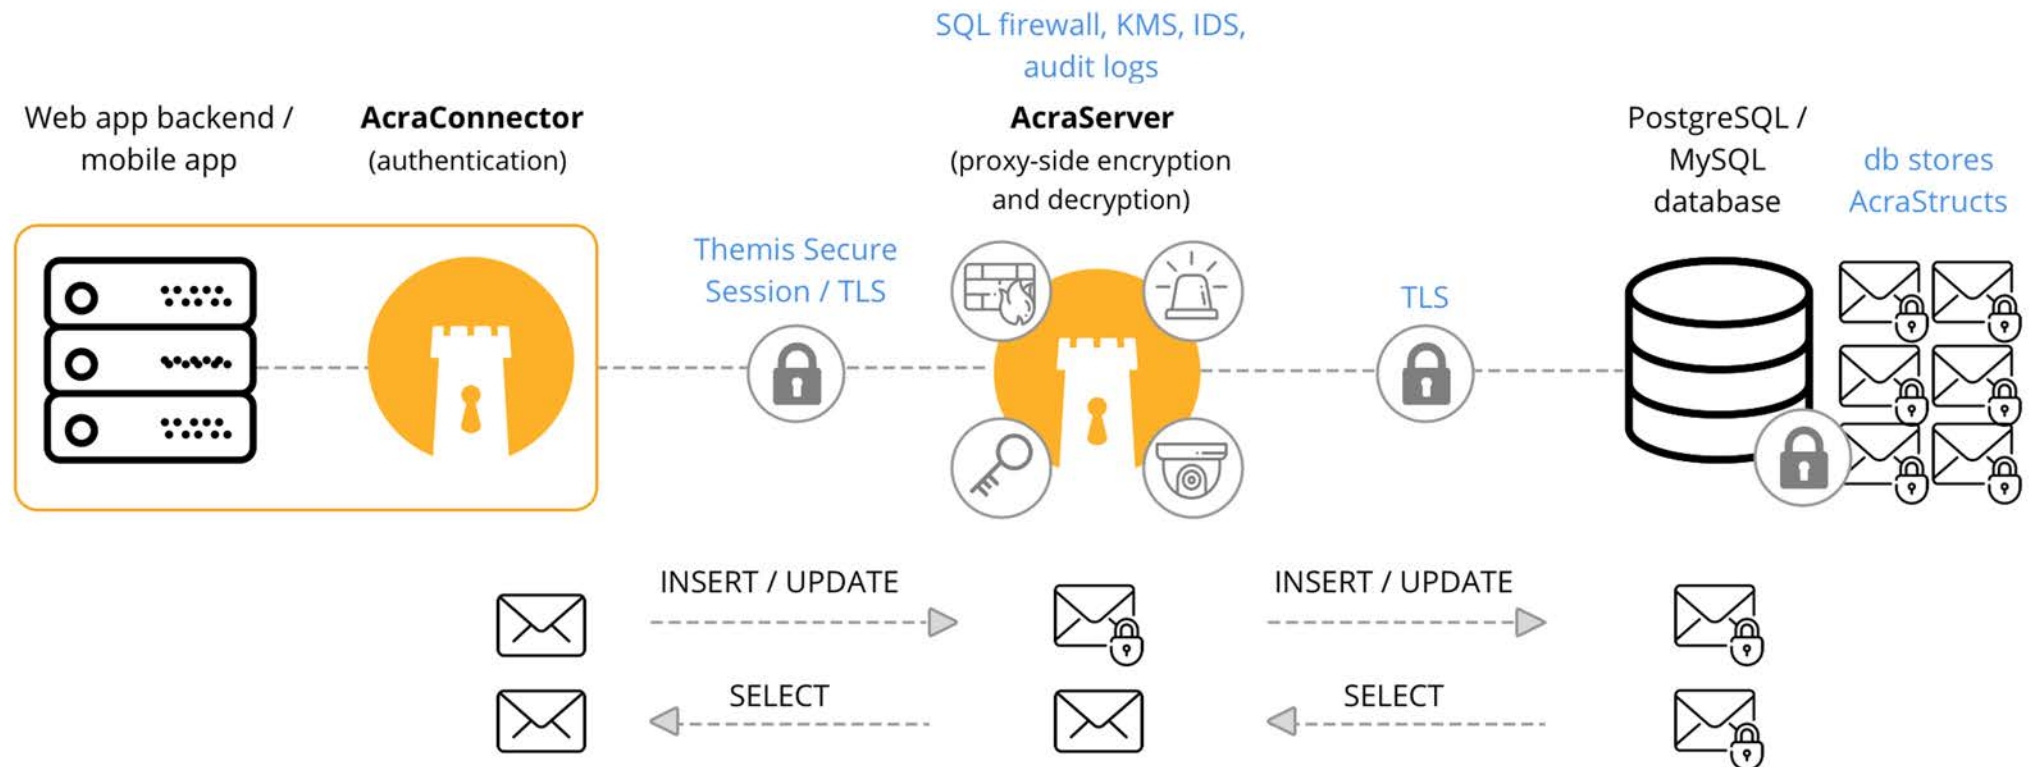 SQL firewall, KMS, IDS,
audit logs
Web app backend /
mobile app
AcraConnector
(authentication)
AcraServer
(proxy-side encryption
and decryption)
PostgreSQL /
MySQL
database
db stores
AcraStructs
Themis Secure
Session / TLS
TLS
INSERT / UPDATE
INSERT / UPDATE
SELECT
SELECT